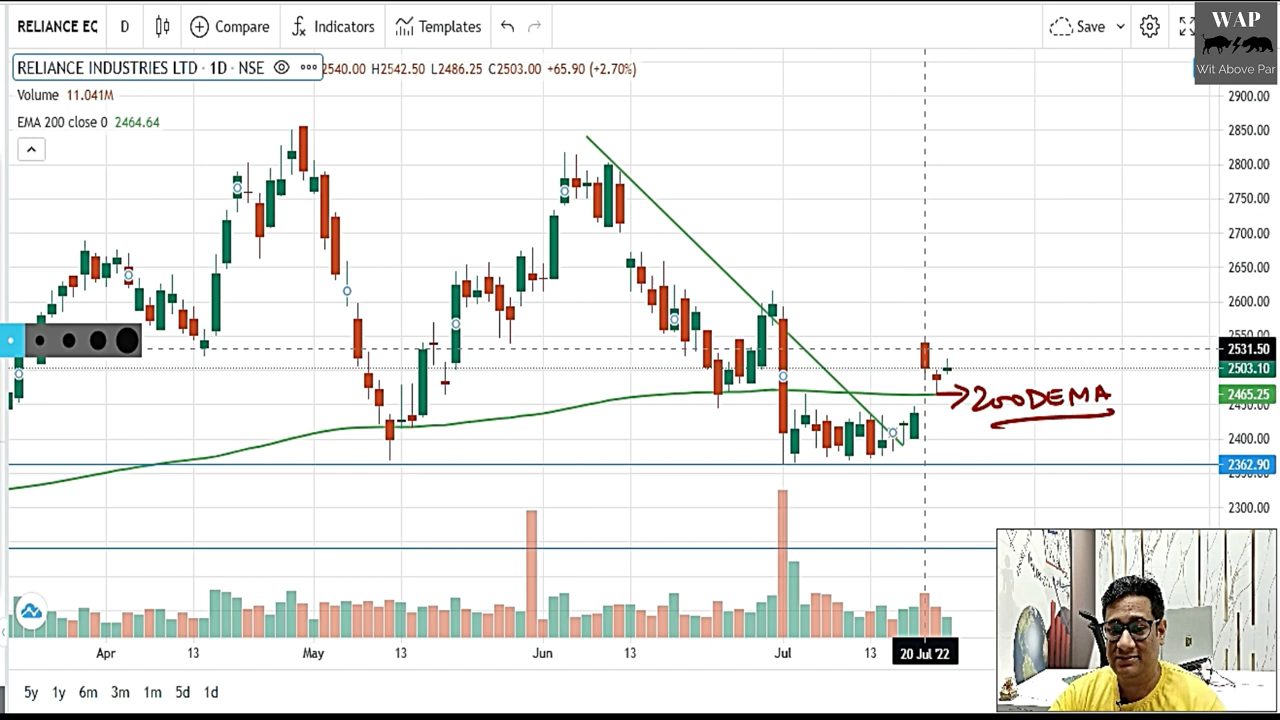 RELIANCE EQ
D
Compare
Indicators
Templates
Save
WAP
Wit Above Par
RELIANCE INDUSTRIES LTD · 1D · NSE
2540.00 H2542.50 L2486.25 C2503.00 +65.90 (+2.70%)
Volume 11.041M
EMA 200 close 0 2464.64
2900.00
2850.00
2800.00
2750.00
2700.00
2650.00
2600.00
2531.50
2503.10
2465.25
200DEMA
2400.00
2362.90
2300.00
Apr
13
May
13
Jun
13
Jul
13
20 Jul '22
5y
1y
6m
3m
1m
5d
1d